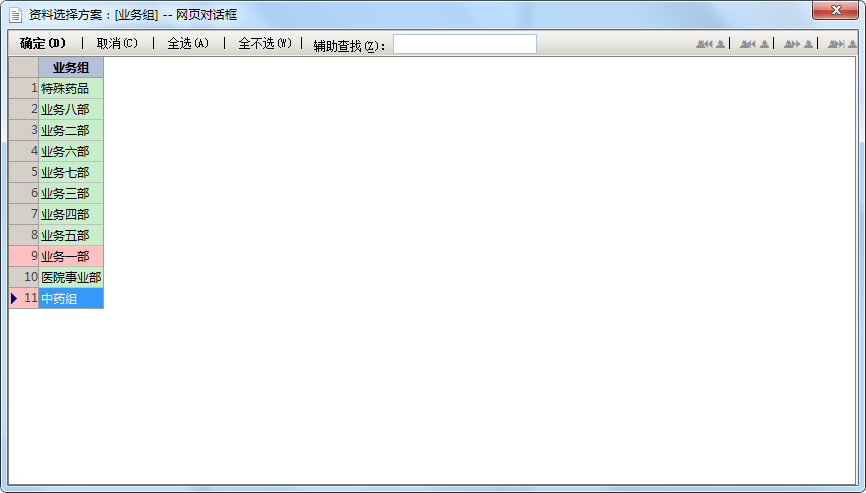 资料选择方案：[业务组] -- 网页对话框
确定(D) | 取消(C) | 全选(A) | 全不选(W) | 辅助查找(Z)：
业务组
1 特殊药品
2 业务八部
3 业务二部
4 业务六部
5 业务七部
6 业务三部
7 业务四部
8 业务五部
9 业务一部
10 医院事业部
11 中药组